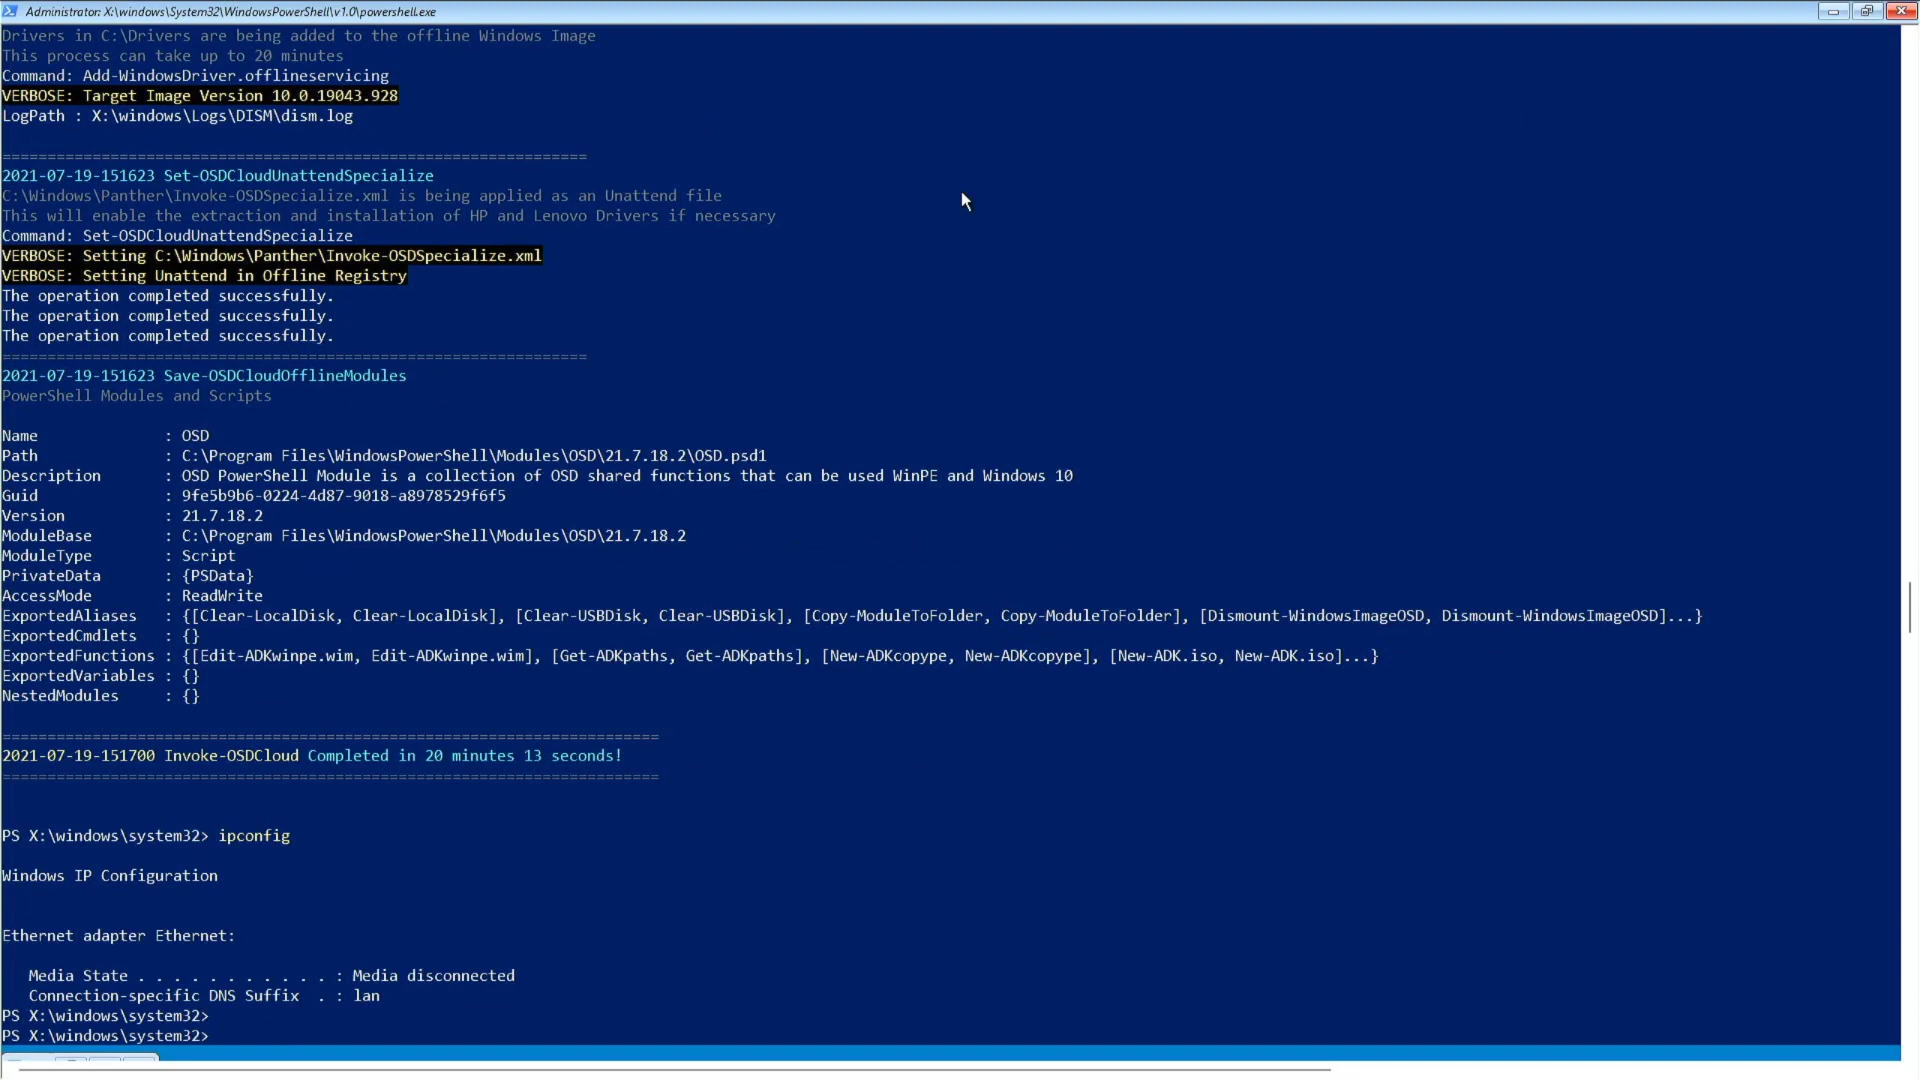 Administrator: X:\windows\System32\WindowsPowerShell\v1.0\powershell.exe
Drivers in C:\Drivers are being added to the offline Windows Image
This process can take up to 20 minutes
Command: Add-WindowsDriver.offlineservicing
VERBOSE: Target Image Version 10.0.19043.928
LogPath : X:\windows\Logs\DISM\dism.log
=================================================================
2021-07-19-151623 Set-OSDCloudUnattendSpecialize
C:\Windows\Panther\Invoke-OSDSpecialize.xml is being applied as an Unattend file
This will enable the extraction and installation of HP and Lenovo Drivers if necessary
Command: Set-OSDCloudUnattendSpecialize
VERBOSE: Setting C:\Windows\Panther\Invoke-OSDSpecialize.xml
VERBOSE: Setting Unattend in Offline Registry
The operation completed successfully.
The operation completed successfully.
The operation completed successfully.
=================================================================
2021-07-19-151623 Save-OSDCloudOfflineModules
PowerShell Modules and Scripts
Name              : OSD
Path              : C:\Program Files\WindowsPowerShell\Modules\OSD\21.7.18.2\OSD.psd1
Description       : OSD PowerShell Module is a collection of OSD shared functions that can be used WinPE and Windows 10
Guid              : 9fe5b9b6-0224-4d87-9018-a8978529f6f5
Version           : 21.7.18.2
ModuleBase        : C:\Program Files\WindowsPowerShell\Modules\OSD\21.7.18.2
ModuleType        : Script
PrivateData       : {PSData}
AccessMode        : ReadWrite
ExportedAliases   : {[Clear-LocalDisk, Clear-LocalDisk], [Clear-USBDisk, Clear-USBDisk], [Copy-ModuleToFolder, Copy-ModuleToFolder], [Dismount-WindowsImageOSD, Dismount-WindowsImageOSD]...}
ExportedCmdlets   : {}
ExportedFunctions : {[Edit-ADKwinpe.wim, Edit-ADKwinpe.wim], [Get-ADKpaths, Get-ADKpaths], [New-ADKcopype, New-ADKcopype], [New-ADK.iso, New-ADK.iso]...}
ExportedVariables : {}
NestedModules     : {}
=========================================================================
2021-07-19-151700 Invoke-OSDCloud Completed in 20 minutes 13 seconds!
=========================================================================
PS X:\windows\system32> ipconfig
Windows IP Configuration
Ethernet adapter Ethernet:
   Media State . . . . . . . . . . . : Media disconnected
   Connection-specific DNS Suffix  . : lan
PS X:\windows\system32>
PS X:\windows\system32>